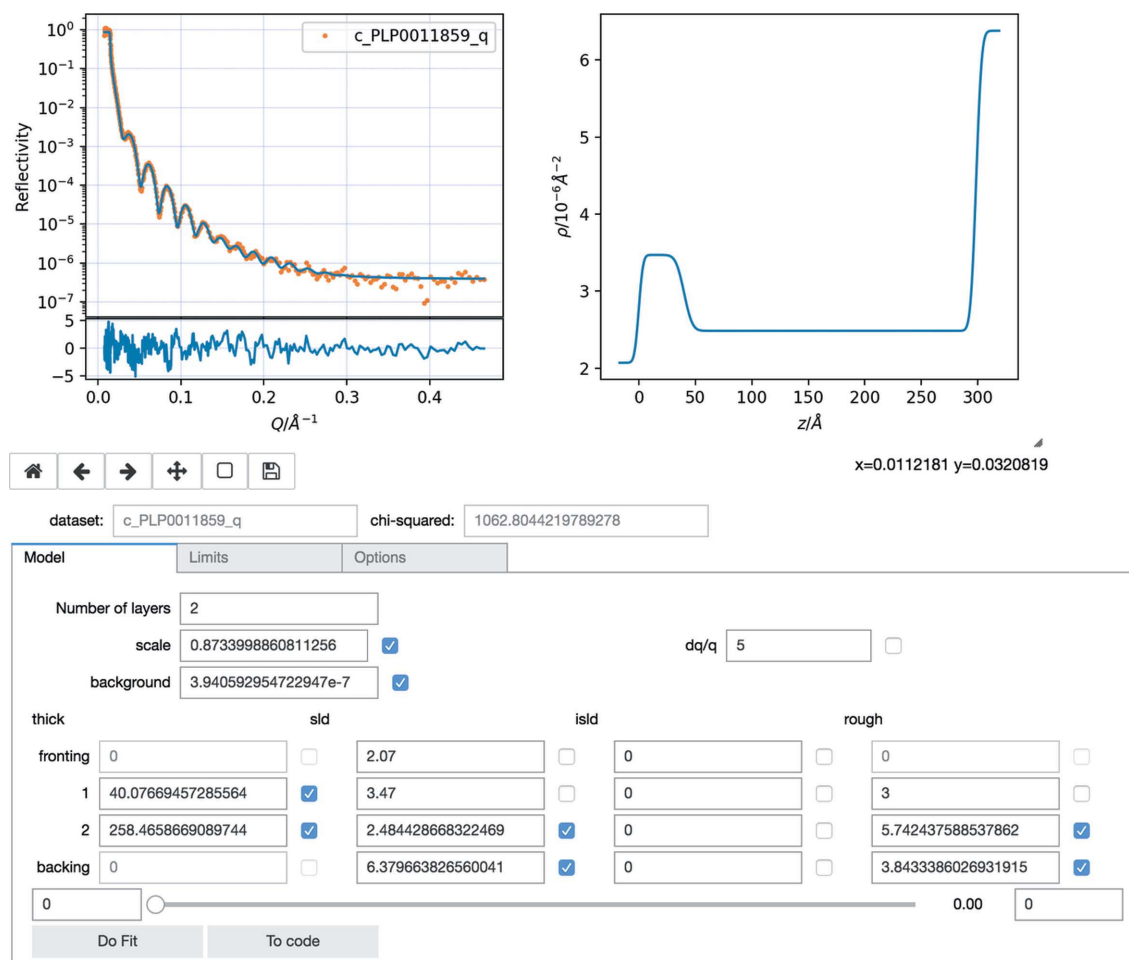 10⁰
10⁻¹
10⁻²
10⁻³
10⁻⁴
10⁻⁵
10⁻⁶
10⁻⁷
Reflectivity
c_PLP0011859_q
5
0
−5
0.0 0.1 0.2 0.3 0.4
Q/Å⁻¹
6
5
4
3
2
ρ/10⁻⁶Å⁻²
0 50 100 150 200 250 300
z/Å
x=0.0112181 y=0.0320819
dataset: c_PLP0011859_q chi-squared: 1062.8044219789278
Model Limits Options
Number of layers 2
scale 0.8733998860811256 dq/q 5
background 3.940592954722947e-7
thick sld isld rough
fronting 0 2.07 0 0
1 40.07669457285564 3.47 0 3
2 258.4658669089744 2.484428668322469 0 5.742437588537862
backing 0 6.379663826560041 0 3.8433386026931915
0 0.00 0
Do Fit To code